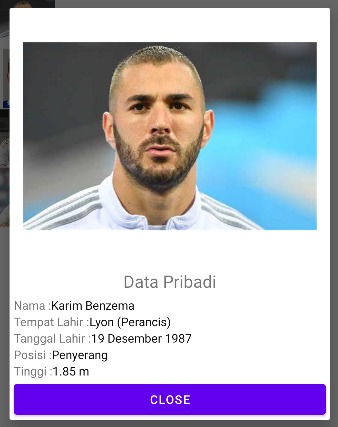 Data Pribadi
Nama :Karim Benzema
Tempat Lahir :Lyon (Perancis)
Tanggal Lahir :19 Desember 1987
Posisi :Penyerang
Tinggi :1.85 m
CLOSE